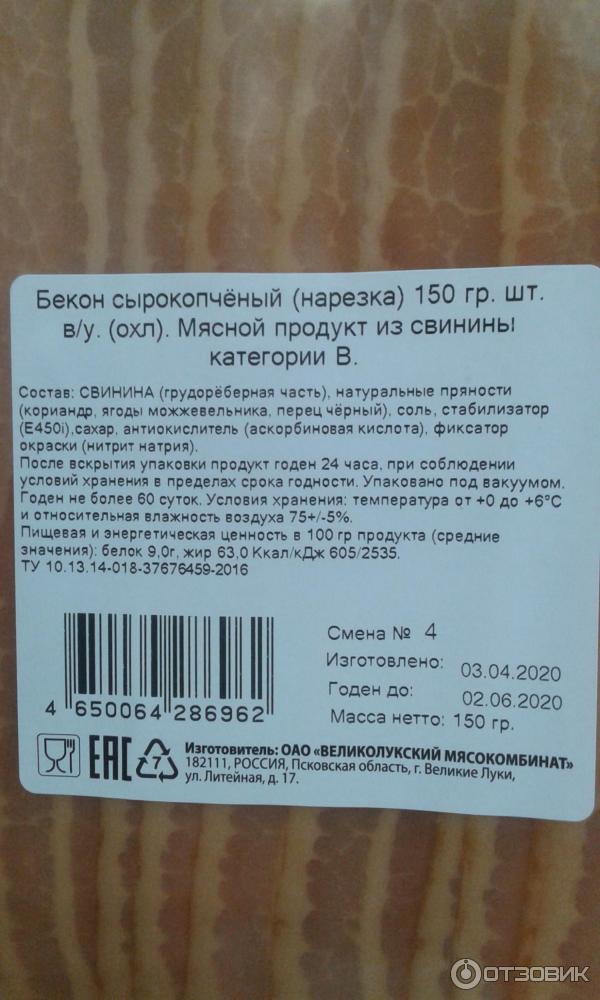 Бекон сырокопчёный (нарезка) 150 гр. шт.
в/у. (охл). Мясной продукт из свинины
категории В.
Состав: СВИНИНА (грудорёберная часть), натуральные пряности
(кориандр, ягоды можжевельника, перец чёрный), соль, стабилизатор
(Е450i),сахар, антиокислитель (аскорбиновая кислота), фиксатор
окраски (нитрит натрия).
После вскрытия упаковки продукт годен 24 часа, при соблюдении
условий хранения в пределах срока годности. Упаковано под вакуумом.
Годен не более 60 суток. Условия хранения: температура от +0 до +6°С
и относительная влажность воздуха 75+/-5%.
Пищевая и энергетическая ценность в 100 гр продукта (средние
значения): белок 9,0г, жир 63,0 Ккал/кДж 605/2535.
ТУ 10.13.14-018-37676459-2016
Смена № 4
Изготовлено: 03.04.2020
Годен до: 02.06.2020
Масса нетто: 150 гр.
4 650064 286962
EAC 7
Изготовитель: ОАО «ВЕЛИКОЛУКСКИЙ МЯСОКОМБИНАТ»
182111, РОССИЯ, Псковская область, г. Великие Луки,
ул. Литейная, д. 17.
ОТЗОВИК